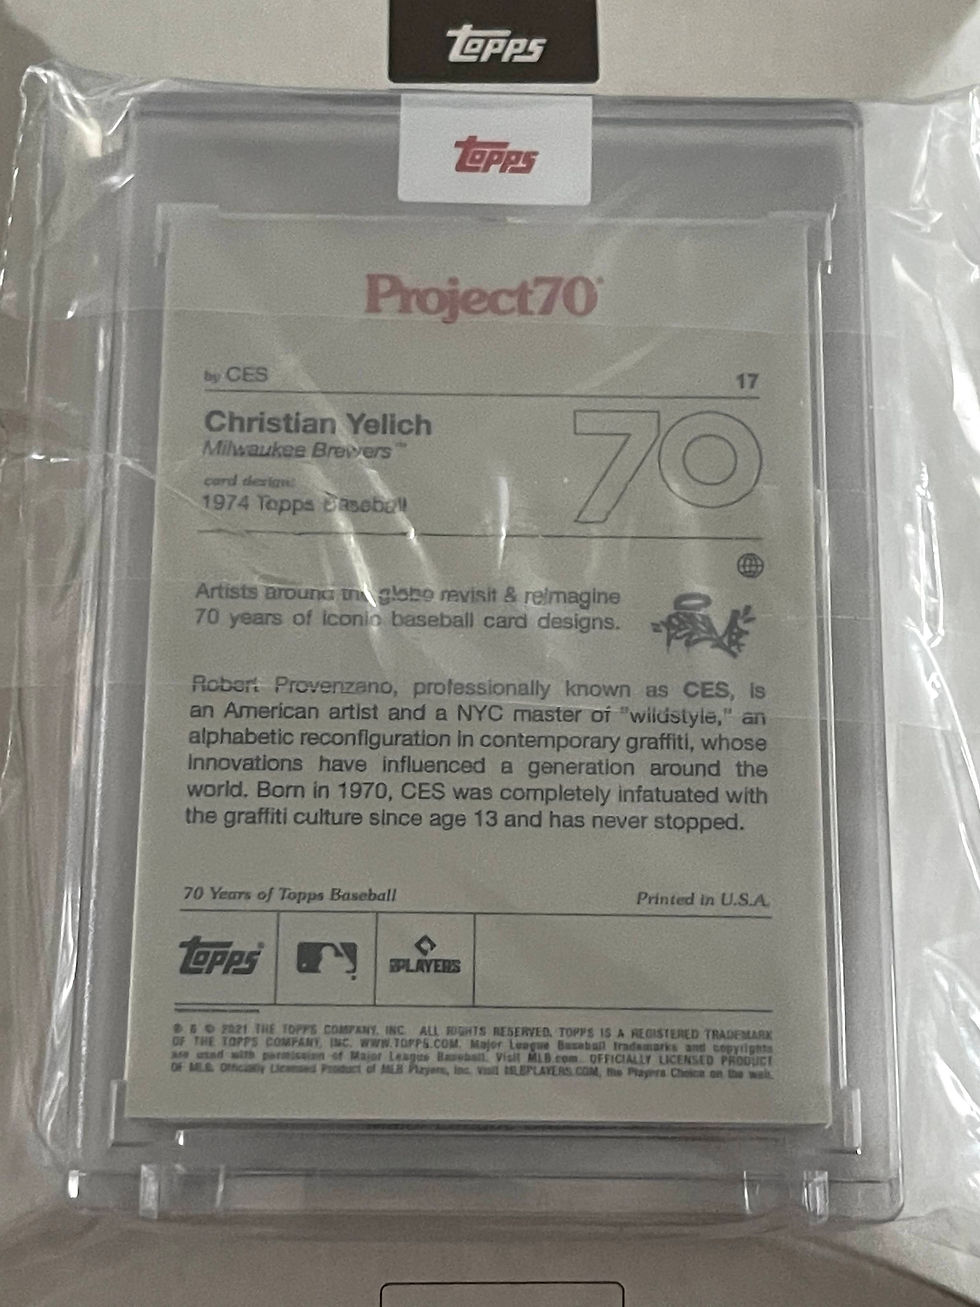 Topps
Topps
Project70®
by CES
17
Christian Yelich
Milwaukee Brewers™
70
card design:
1974 Topps Baseball
Artists around the globe revisit & reimagine
70 years of iconic baseball card designs.
Robert Provenzano, professionally known as CES, is
an American artist and a NYC master of "wildstyle," an
alphabetic reconfiguration in contemporary graffiti, whose
innovations have influenced a generation around the
world. Born in 1970, CES was completely infatuated with
the graffiti culture since age 13 and has never stopped.
70 Years of Topps Baseball
Printed in U.S.A.
Topps®
PLAYERS
® & © 2021 THE TOPPS COMPANY, INC. ALL RIGHTS RESERVED. TOPPS IS A REGISTERED TRADEMARK
OF THE TOPPS COMPANY, INC. WWW.TOPPS.COM. Major League Baseball trademarks and copyrights
are used with permission of Major League Baseball. Visit MLB.com. OFFICIALLY LICENSED PRODUCT
OF MLB Officially Licensed Product of MLB Players, Inc. Visit MLBPLAYERS.COM, the Players Choice on the web.